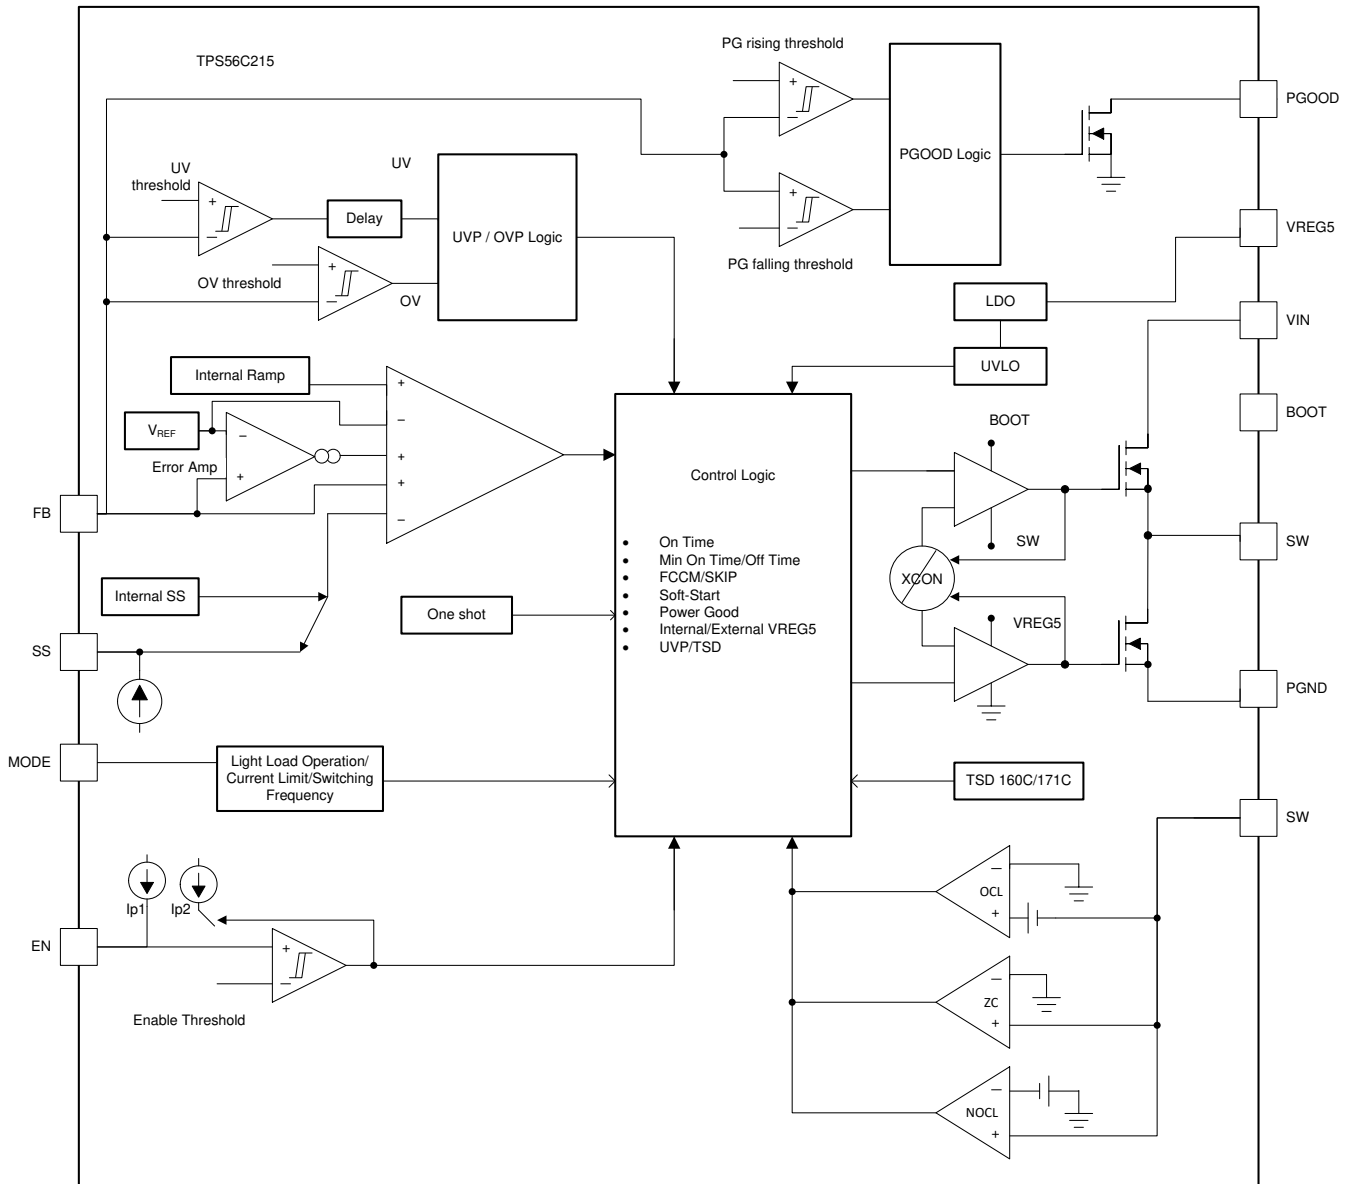 TPS56C215
PG rising threshold
+
−
PGOOD Logic
PGOOD
+
−
PG falling threshold
UV
threshold
+
−
Delay
UV
UVP / OVP Logic
OV threshold
+
−
OV
VREG5
LDO
VIN
UVLO
BOOT
Internal Ramp
VREF
Error Amp
−
+
+
−
+
+
−
FB
Control Logic
• On Time
• Min On Time/Off Time
• FCCM/SKIP
• Soft-Start
• Power Good
• Internal/External VREG5
• UVP/TSD
BOOT
SW
XCON
VREG5
SW
Internal SS
One shot
SS
PGND
MODE
Light Load Operation/
Current Limit/Switching
Frequency
TSD 160C/171C
SW
Ip1
Ip2
EN
+
−
Enable Threshold
OCL
−
+
ZC
−
+
NOCL
−
+